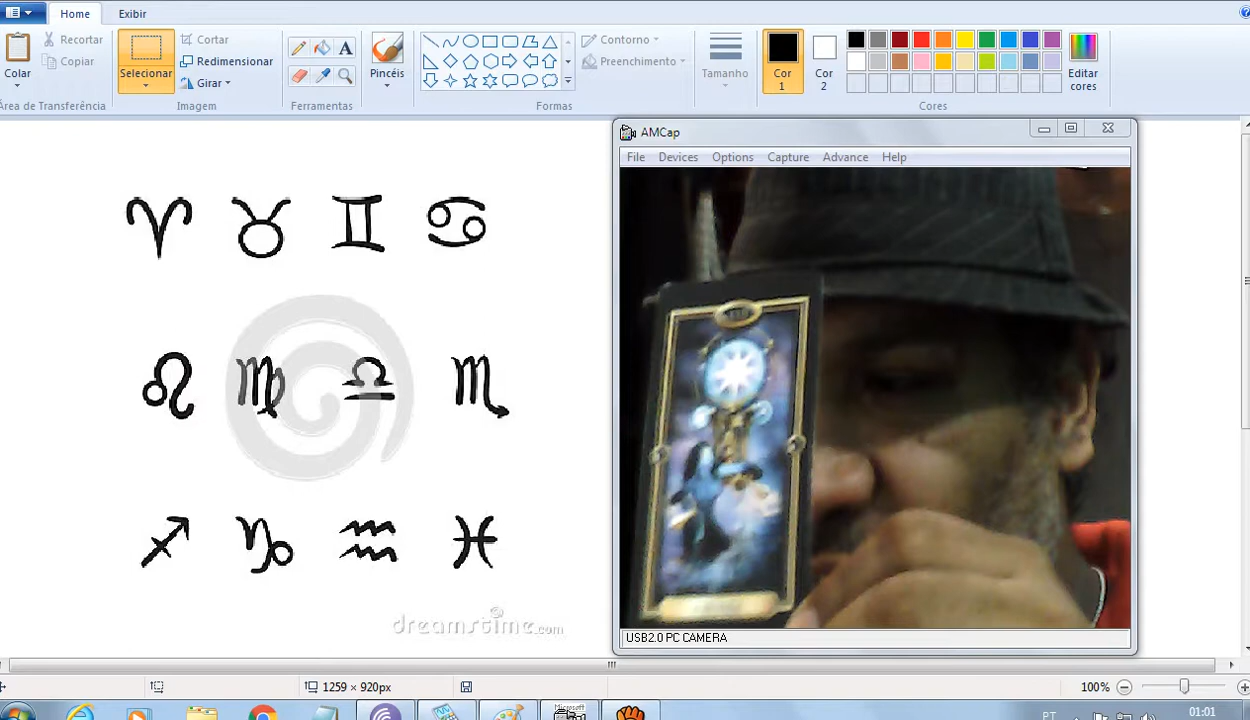 Home
Exibir
Colar
Recortar
Copiar
Área de Transferência
Selecionar
Cortar
Redimensionar
Girar
Imagem
A
Ferramentas
Pincéis
Contorno
Preenchimento
Formas
Tamanho
Cor
1
Cor
2
Editar
cores
Cores
AMCap
File Devices Options Capture Advance Help
♈ ♉ ♊ ♋
♌ ♍ ♎ ♏
♐ ♑ ♒ ♓
dreamstime.com
USB2.0 PC CAMERA
1259 × 920px
100%
Microsoft
PT
01:01